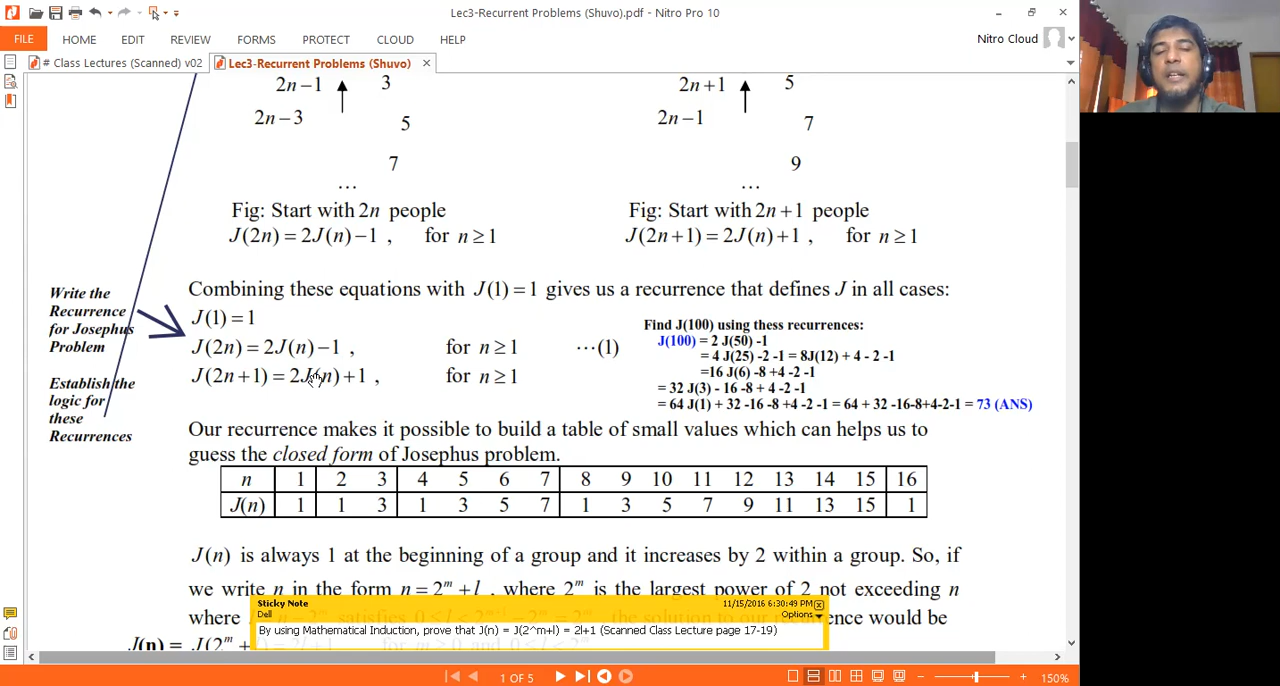 Lec3-Recurrent Problems (Shuvo).pdf - Nitro Pro 10
FILE HOME EDIT REVIEW FORMS PROTECT CLOUD HELP Nitro Cloud
# Class Lectures (Scanned) v02 Lec3-Recurrent Problems (Shuvo)
2n−1 3
2n−3 5
7
...
2n+1 5
2n−1 7
9
...
Fig: Start with 2n people
J(2n) = 2J(n)−1 , for n ≥ 1
Fig: Start with 2n+1 people
J(2n+1) = 2J(n)+1 , for n ≥ 1
Write the
Recurrence
for Josephus
Problem
Establish the
logic for
these
Recurrences
Combining these equations with J(1)=1 gives us a recurrence that defines J in all cases:
J(1) = 1
J(2n) = 2J(n)−1 , for n ≥ 1 ···(1)
J(2n+1) = 2J(n)+1 , for n ≥ 1
Find J(100) using thess recurrences:
J(100) = 2 J(50) -1
= 4 J(25) -2 -1 = 8J(12) + 4 - 2 -1
=16 J(6) -8 +4 -2 -1
= 32 J(3) - 16 -8 + 4 -2 -1
= 64 J(1) + 32 -16 -8 +4 -2 -1 = 64 + 32 -16-8+4-2-1 = 73 (ANS)
Our recurrence makes it possible to build a table of small values which can helps us to
guess the closed form of Josephus problem.
n 1 2 3 4 5 6 7 8 9 10 11 12 13 14 15 16
J(n) 1 1 3 1 3 5 7 1 3 5 7 9 11 13 15 1
J(n) is always 1 at the beginning of a group and it increases by 2 within a group. So, if
we write n in the form n = 2^m + l, where 2^m is the largest power of 2 not exceeding n
where the solution to our recurrence would be
Sticky Note 11/15/2016 6:30:49 PM
Dell Options
By using Mathematical Induction, prove that J(n) = J(2^m+l) = 2l+1 (Scanned Class Lecture page 17-19)
J(n) = J(2^m
1 OF 5 150%